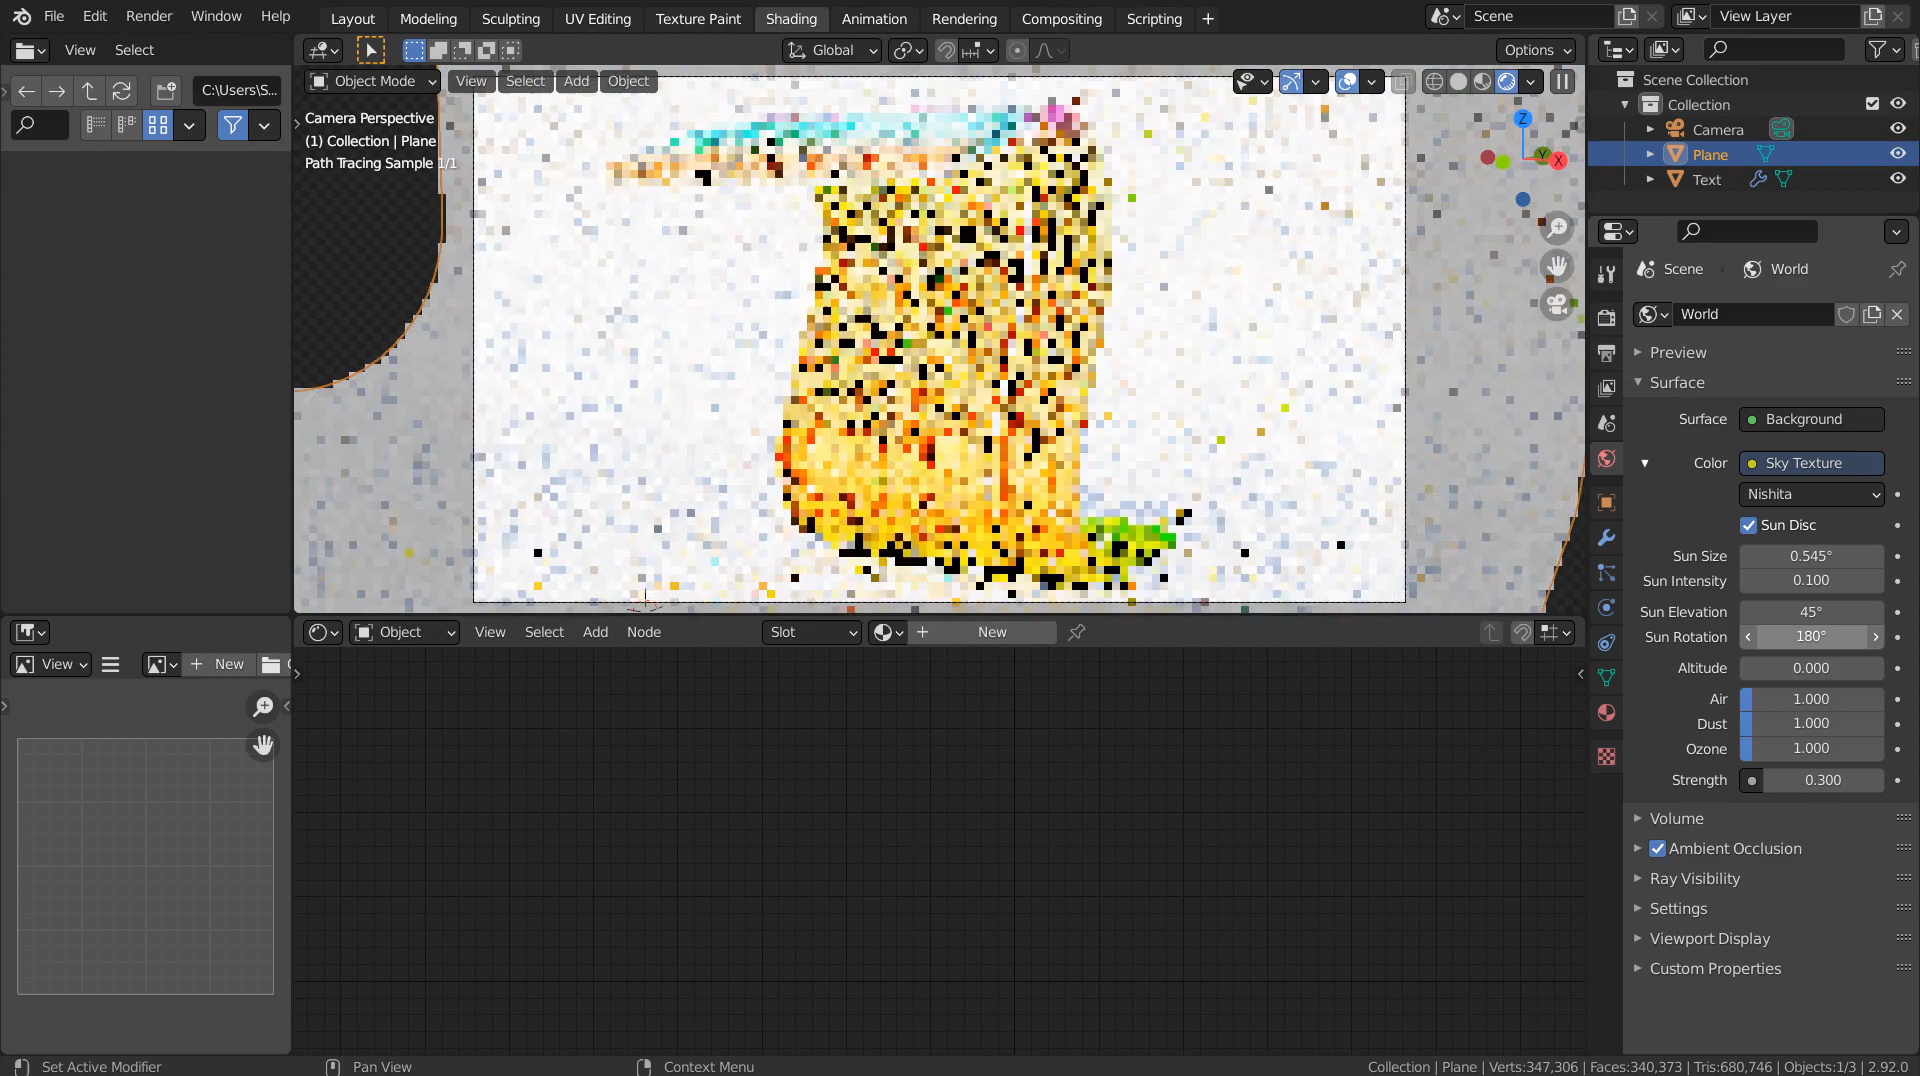 File Edit Render Window Help Layout Modeling Sculpting UV Editing Texture Paint Shading Animation Rendering Compositing Scripting + Scene View Layer
View Select Global Options
C:\Users\S... Object Mode View Select Add Object
Camera Perspective
(1) Collection | Plane
Path Tracing Sample 1/1
Z
Y
X
Scene Collection
Collection
Camera
Plane
Text
Scene World
World
Preview
Surface
Surface Background
Color Sky Texture
Nishita
Sun Disc
Sun Size 0.545°
Sun Intensity 0.100
Sun Elevation 45°
Sun Rotation 180°
Altitude 0.000
Air 1.000
Dust 1.000
Ozone 1.000
Strength 0.300
Volume
Ambient Occlusion
Ray Visibility
Settings
Viewport Display
Custom Properties
Object View Select Add Node Slot New
View New
Set Active Modifier Pan View Context Menu Collection | Plane | Verts:347,306 | Faces:340,373 | Tris:680,746 | Objects:1/3 | 2.92.0